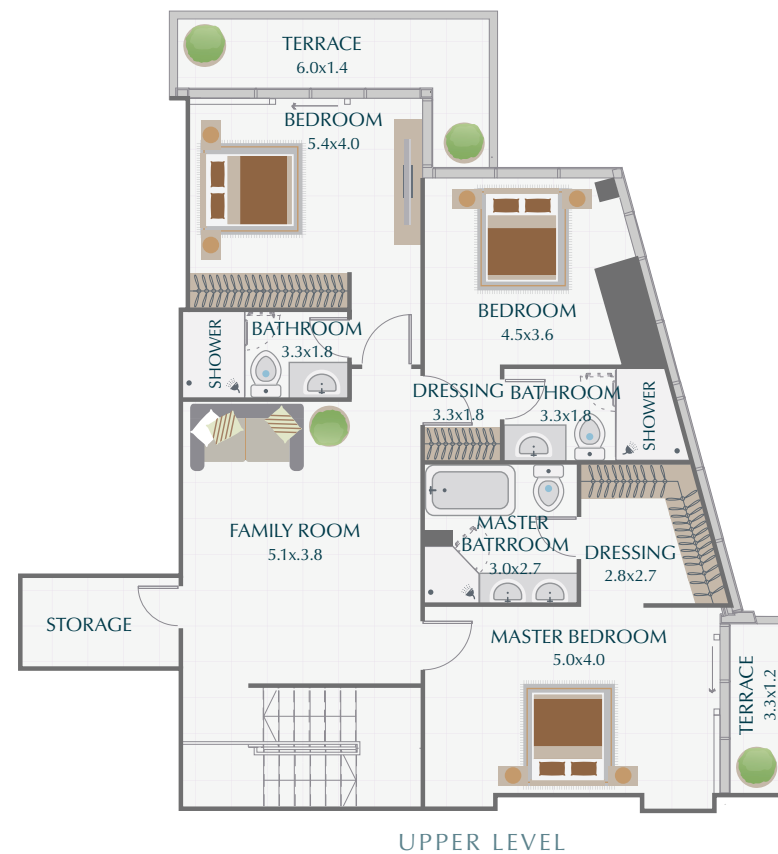 TERRACE
6.0x1.4
BEDROOM
5.4x4.0
BEDROOM
4.5x3.6
SHOWER
BATHROOM
3.3x1.8
DRESSING
3.3x1.8
BATHROOM
3.3x1.8
SHOWER
FAMILY ROOM
5.1x.3.8
MASTER
BATRROOM
3.0x2.7
DRESSING
2.8x2.7
STORAGE
MASTER BEDROOM
5.0x4.0
TERRACE
3.3x1.2
UPPER LEVEL